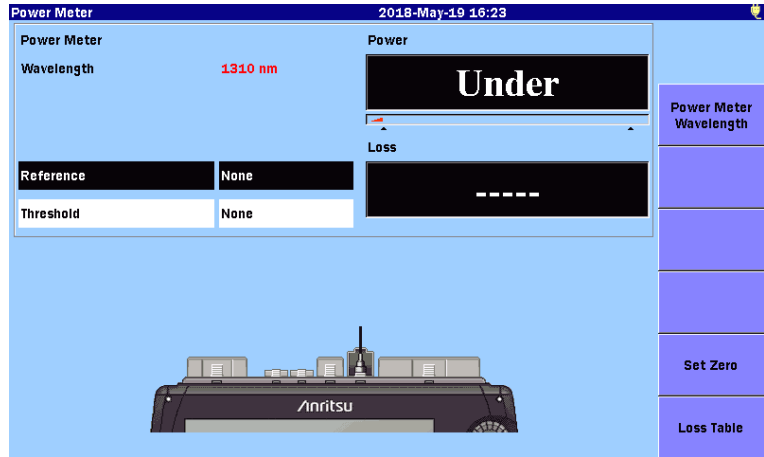 Power Meter 2018-May-19 16:23
Power Meter
Wavelength 1310 nm
Reference None
Threshold None
Power
Under
Loss
-----
Power Meter
Wavelength
Set Zero
Loss Table
Anritsu